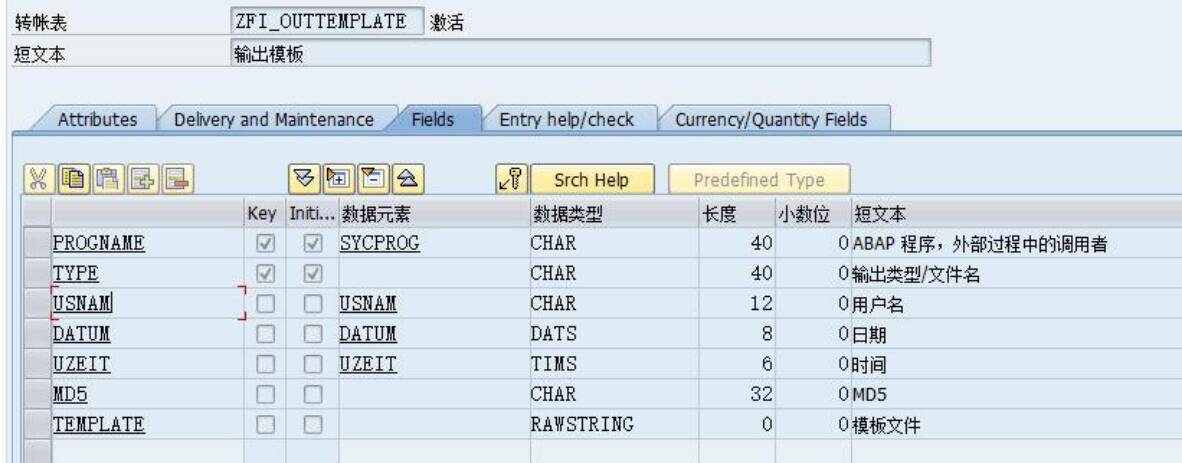 转帐表 ZFI_OUTTEMPLATE 激活
短文本 输出模板
Attributes Delivery and Maintenance Fields Entry help/check Currency/Quantity Fields
Srch Help Predefined Type
Key Initi... 数据元素 数据类型 长度 小数位 短文本
PROGNAME SYCPROG CHAR 40 0 ABAP 程序，外部过程中的调用者
TYPE CHAR 40 0 输出类型/文件名
USNAM USNAM CHAR 12 0 用户名
DATUM DATUM DATS 8 0 日期
UZEIT UZEIT TIMS 6 0 时间
MD5 CHAR 32 0 MD5
TEMPLATE RAWSTRING 0 0 模板文件